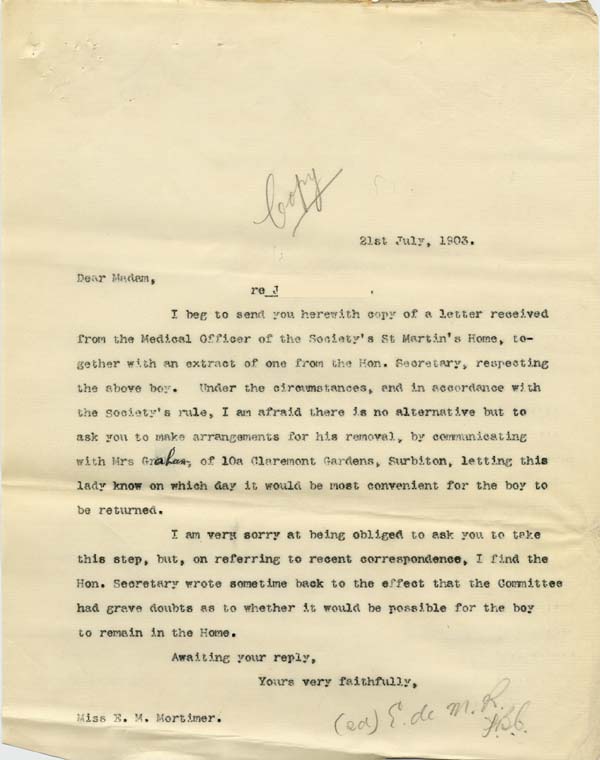 Copy
21st July, 1903.
Dear Madam,
re J .
I beg to send you herewith copy of a letter received
from the Medical Officer of the Society's St Martin's Home, to-
gether with an extract of one from the Hon. Secretary, respecting
the above boy. Under the circumstances, and in accordance with
the Society's rule, I am afraid there is no alternative but to
ask you to make arrangements for his removal, by communicating
with Mrs Graham, of 10a Claremont Gardens, Surbiton, letting this
lady know on which day it would be most convenient for the boy to
be returned.
I am very sorry at being obliged to ask you to take
this step, but, on referring to recent correspondence, I find the
Hon. Secretary wrote sometime back to the effect that the Committee
had grave doubts as to whether it would be possible for the boy
to remain in the Home.
Awaiting your reply,
Yours very faithfully,
Miss E. M. Mortimer.
E. de M. R.